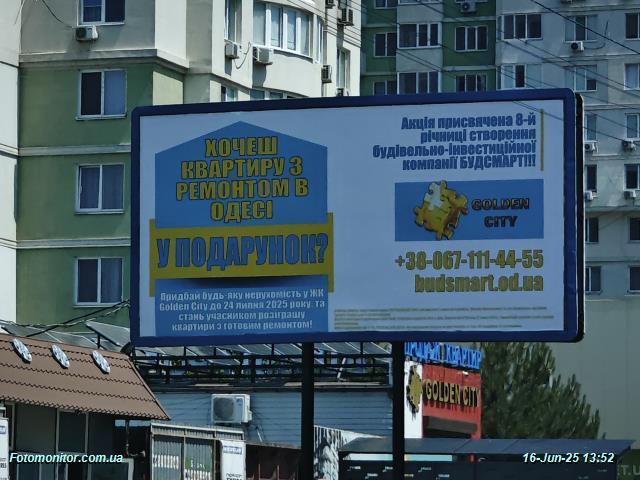 ХОЧЕШ
КВАРТИРУ З
РЕМОНТОМ В
ОДЕСІ
У ПОДАРУНОК?
Придбай будь-яку нерухомість у ЖК
Golden City до 24 липня 2025 року, та
стань учасником розіграшу
квартири з готовим ремонтом!
Акція присвячена 8-й
річниці створення
будівельно-інвестиційної
компанії БУДСМАРТ!!!
GOLDEN
CITY
+38-067-111-44-55
budsmart.od.ua
КВАРТИР
GOLDEN CITY
Fotomonitor.com.ua
16-Jun-25 13:52